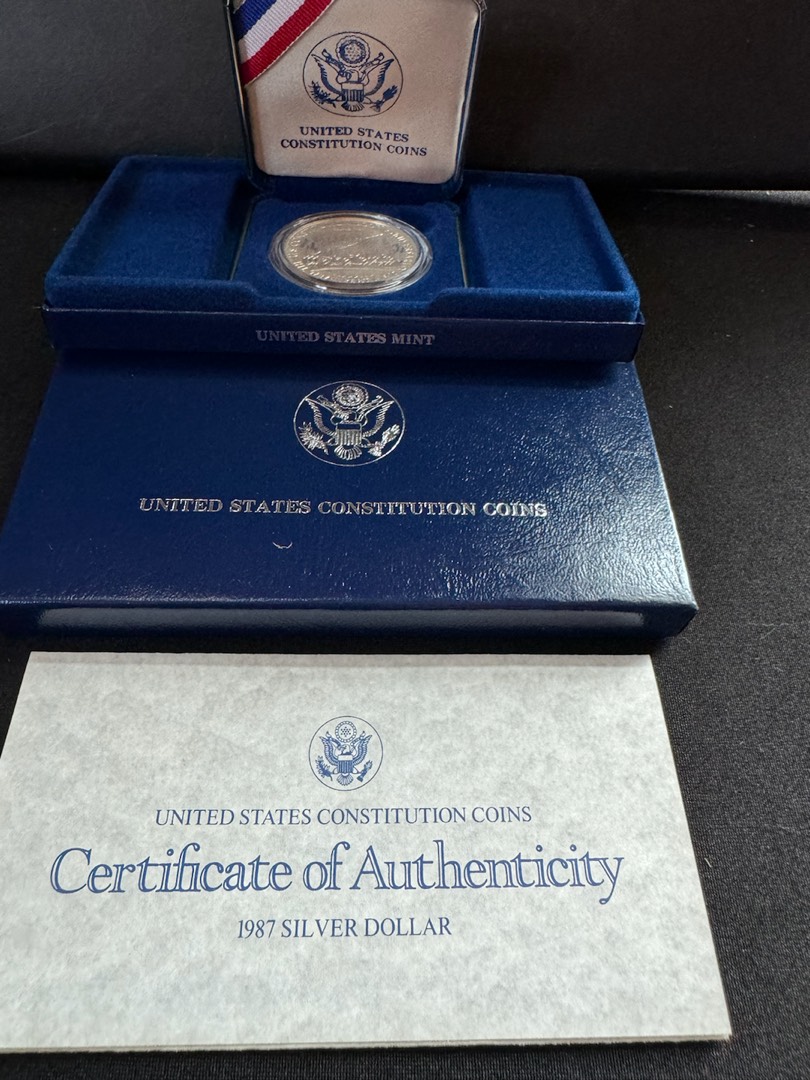 UNITED STATES
CONSTITUTION COINS
UNITED STATES MINT
UNITED STATES CONSTITUTION COINS
UNITED STATES CONSTITUTION COINS
Certificate of Authenticity
1987 SILVER DOLLAR